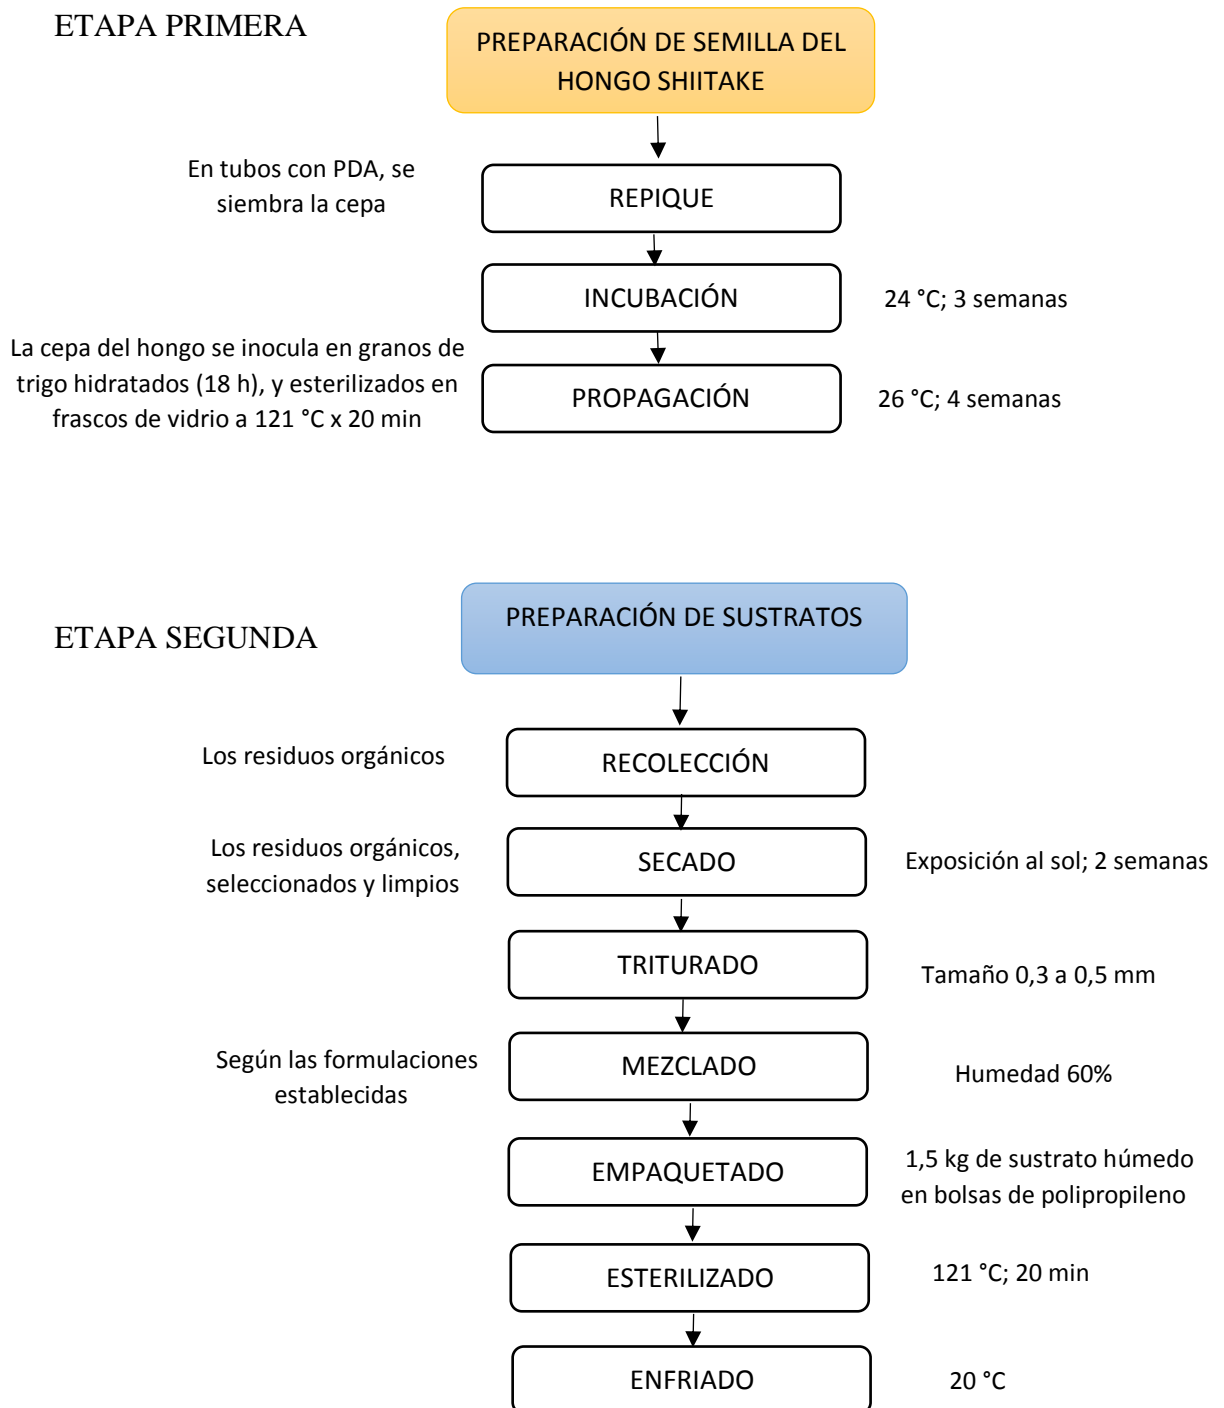 ETAPA PRIMERA
PREPARACIÓN DE SEMILLA DEL
HONGO SHIITAKE
En tubos con PDA, se
siembra la cepa
REPIQUE
INCUBACIÓN
24 °C; 3 semanas
La cepa del hongo se inocula en granos de
trigo hidratados (18 h), y esterilizados en
frascos de vidrio a 121 °C x 20 min
PROPAGACIÓN
26 °C; 4 semanas
ETAPA SEGUNDA
PREPARACIÓN DE SUSTRATOS
Los residuos orgánicos
RECOLECCIÓN
Los residuos orgánicos,
seleccionados y limpios
SECADO
Exposición al sol; 2 semanas
TRITURADO
Tamaño 0,3 a 0,5 mm
Según las formulaciones
establecidas
MEZCLADO
Humedad 60%
EMPAQUETADO
1,5 kg de sustrato húmedo
en bolsas de polipropileno
ESTERILIZADO
121 °C; 20 min
ENFRIADO
20 °C